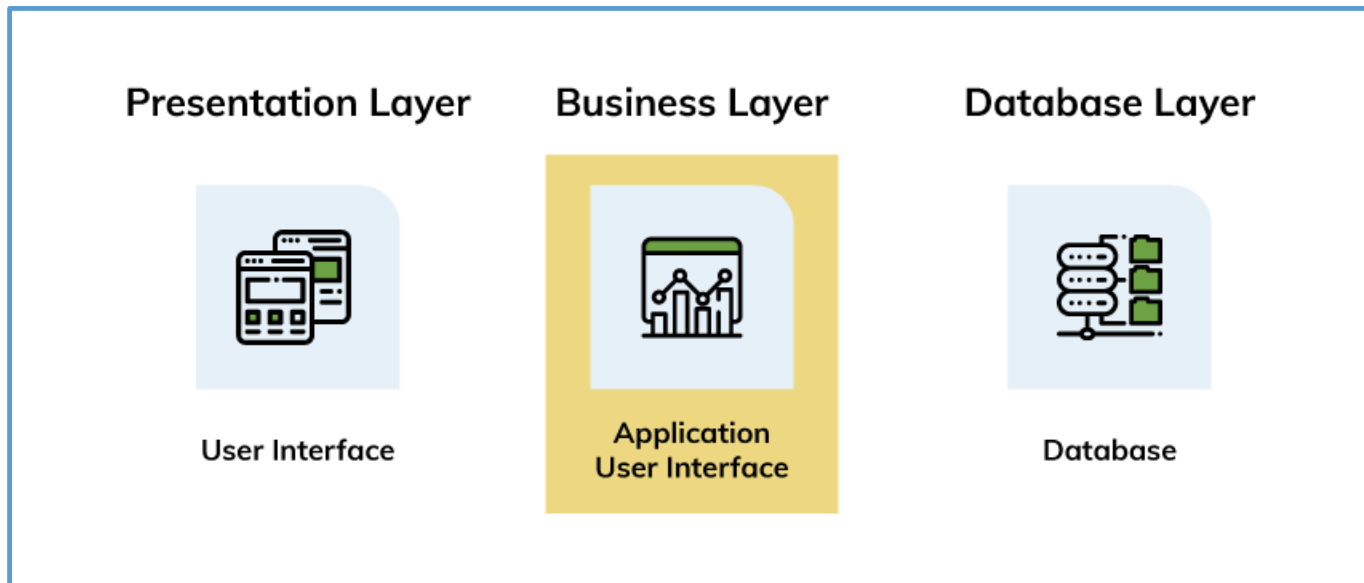 Presentation Layer
Business Layer
Database Layer
User Interface
Application
User Interface
Database